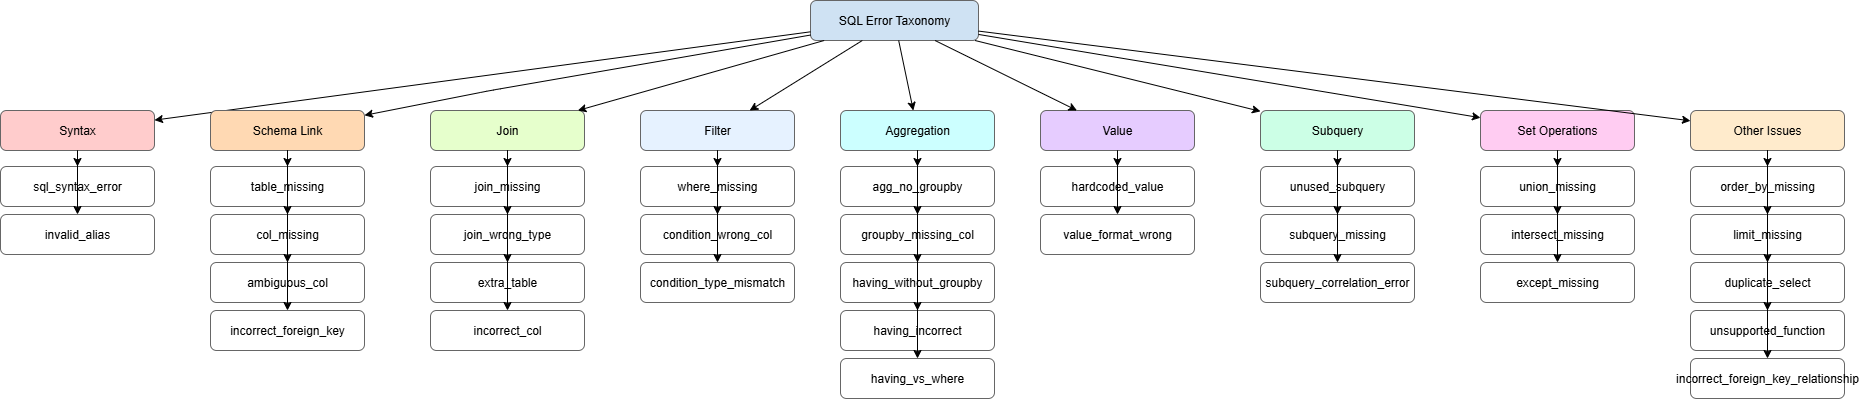 SQL Error Taxonomy
Syntax
sql_syntax_error
invalid_alias
Schema Link
table_missing
col_missing
ambiguous_col
incorrect_foreign_key
Join
join_missing
join_wrong_type
extra_table
incorrect_col
Filter
where_missing
condition_wrong_col
condition_type_mismatch
Aggregation
agg_no_groupby
groupby_missing_col
having_without_groupby
having_incorrect
having_vs_where
Value
hardcoded_value
value_format_wrong
Subquery
unused_subquery
subquery_missing
subquery_correlation_error
Set Operations
union_missing
intersect_missing
except_missing
Other Issues
order_by_missing
limit_missing
duplicate_select
unsupported_function
incorrect_foreign_key_relationship